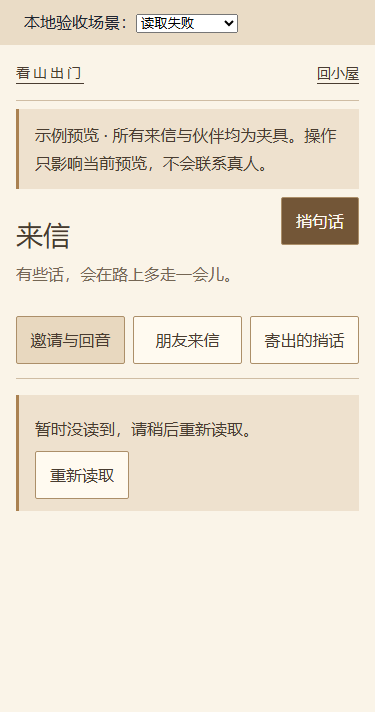 本地验收场景：读取失败
看山出门
回小屋
示例预览 · 所有来信与伙伴均为夹具。操作
只影响当前预览，不会联系真人。
来信
捎句话
有些话，会在路上多走一会儿。
邀请与回音
朋友来信
寄出的捎话
暂时没读到，请稍后重新读取。
重新读取